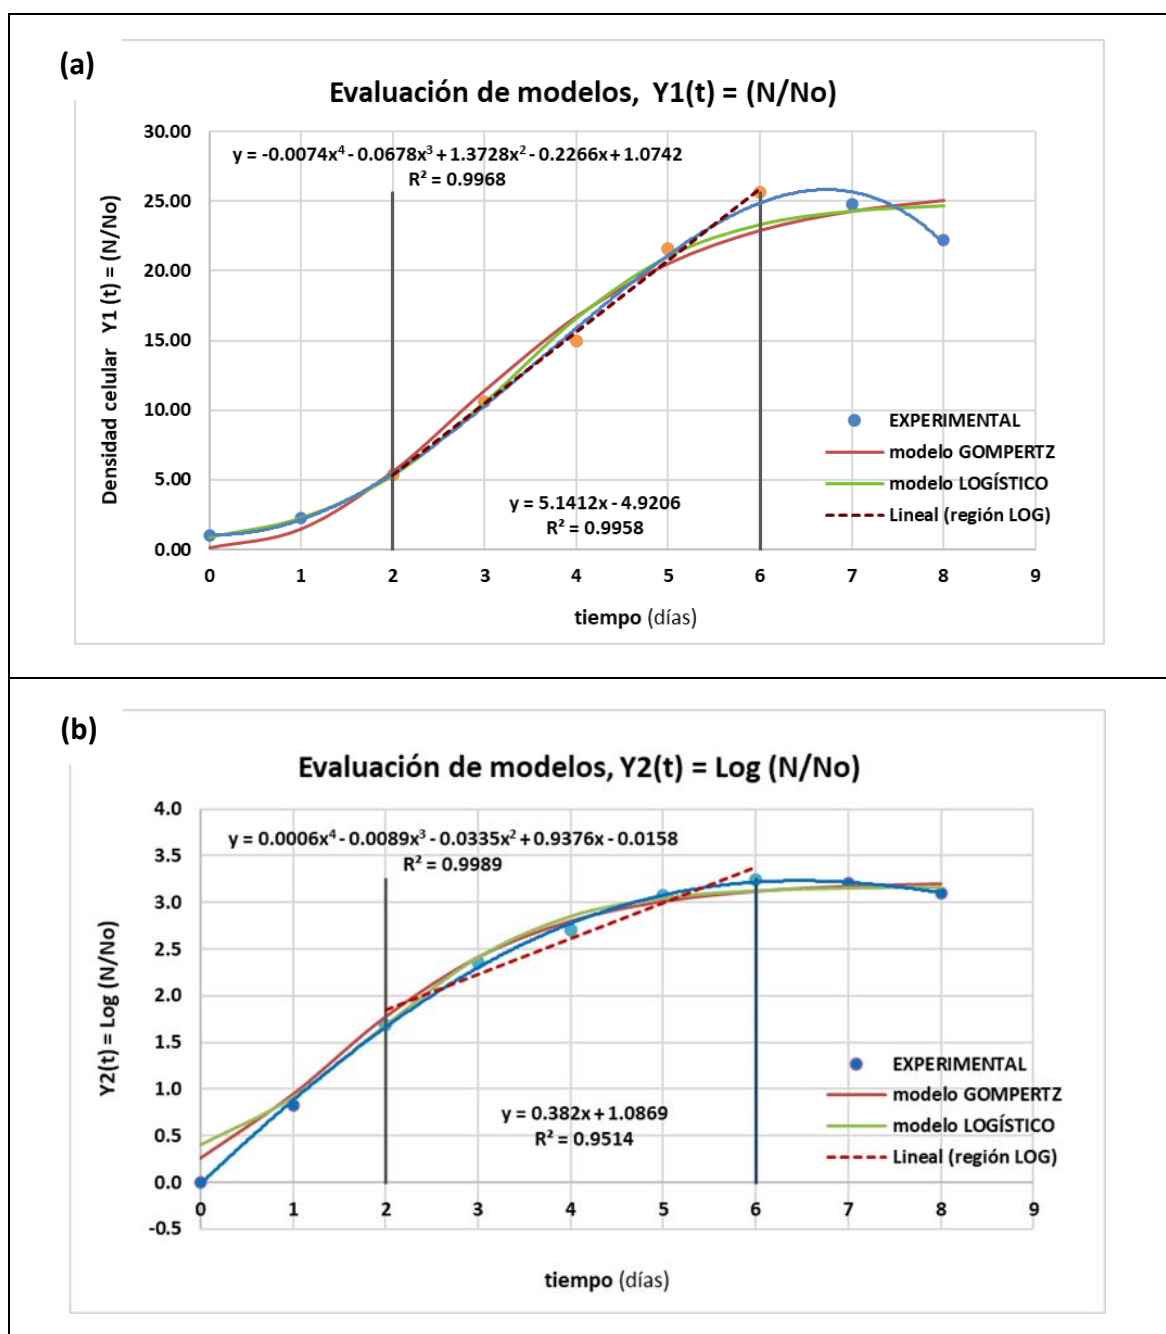 (a)
Evaluación de modelos, Y1(t) = (N/No)
30.00
y = -0.0074x⁴ - 0.0678x³ + 1.3728x² - 0.2266x + 1.0742
R² = 0.9968
25.00
20.00
15.00
10.00
5.00
0.00
Densidad celular Y1 (t) = (N/No)
EXPERIMENTAL
modelo GOMPERTZ
modelo LOGÍSTICO
Lineal (región LOG)
y = 5.1412x - 4.9206
R² = 0.9958
0 1 2 3 4 5 6 7 8 9
tiempo (días)
(b)
Evaluación de modelos, Y2(t) = Log (N/No)
4.0
y = 0.0006x⁴ - 0.0089x³ - 0.0335x² + 0.9376x - 0.0158
R² = 0.9989
3.5
3.0
2.5
2.0
1.5
1.0
0.5
0.0
-0.5
Y2(t) = Log (N/No)
EXPERIMENTAL
modelo GOMPERTZ
modelo LOGÍSTICO
Lineal (región LOG)
y = 0.382x + 1.0869
R² = 0.9514
0 1 2 3 4 5 6 7 8 9
tiempo (días)